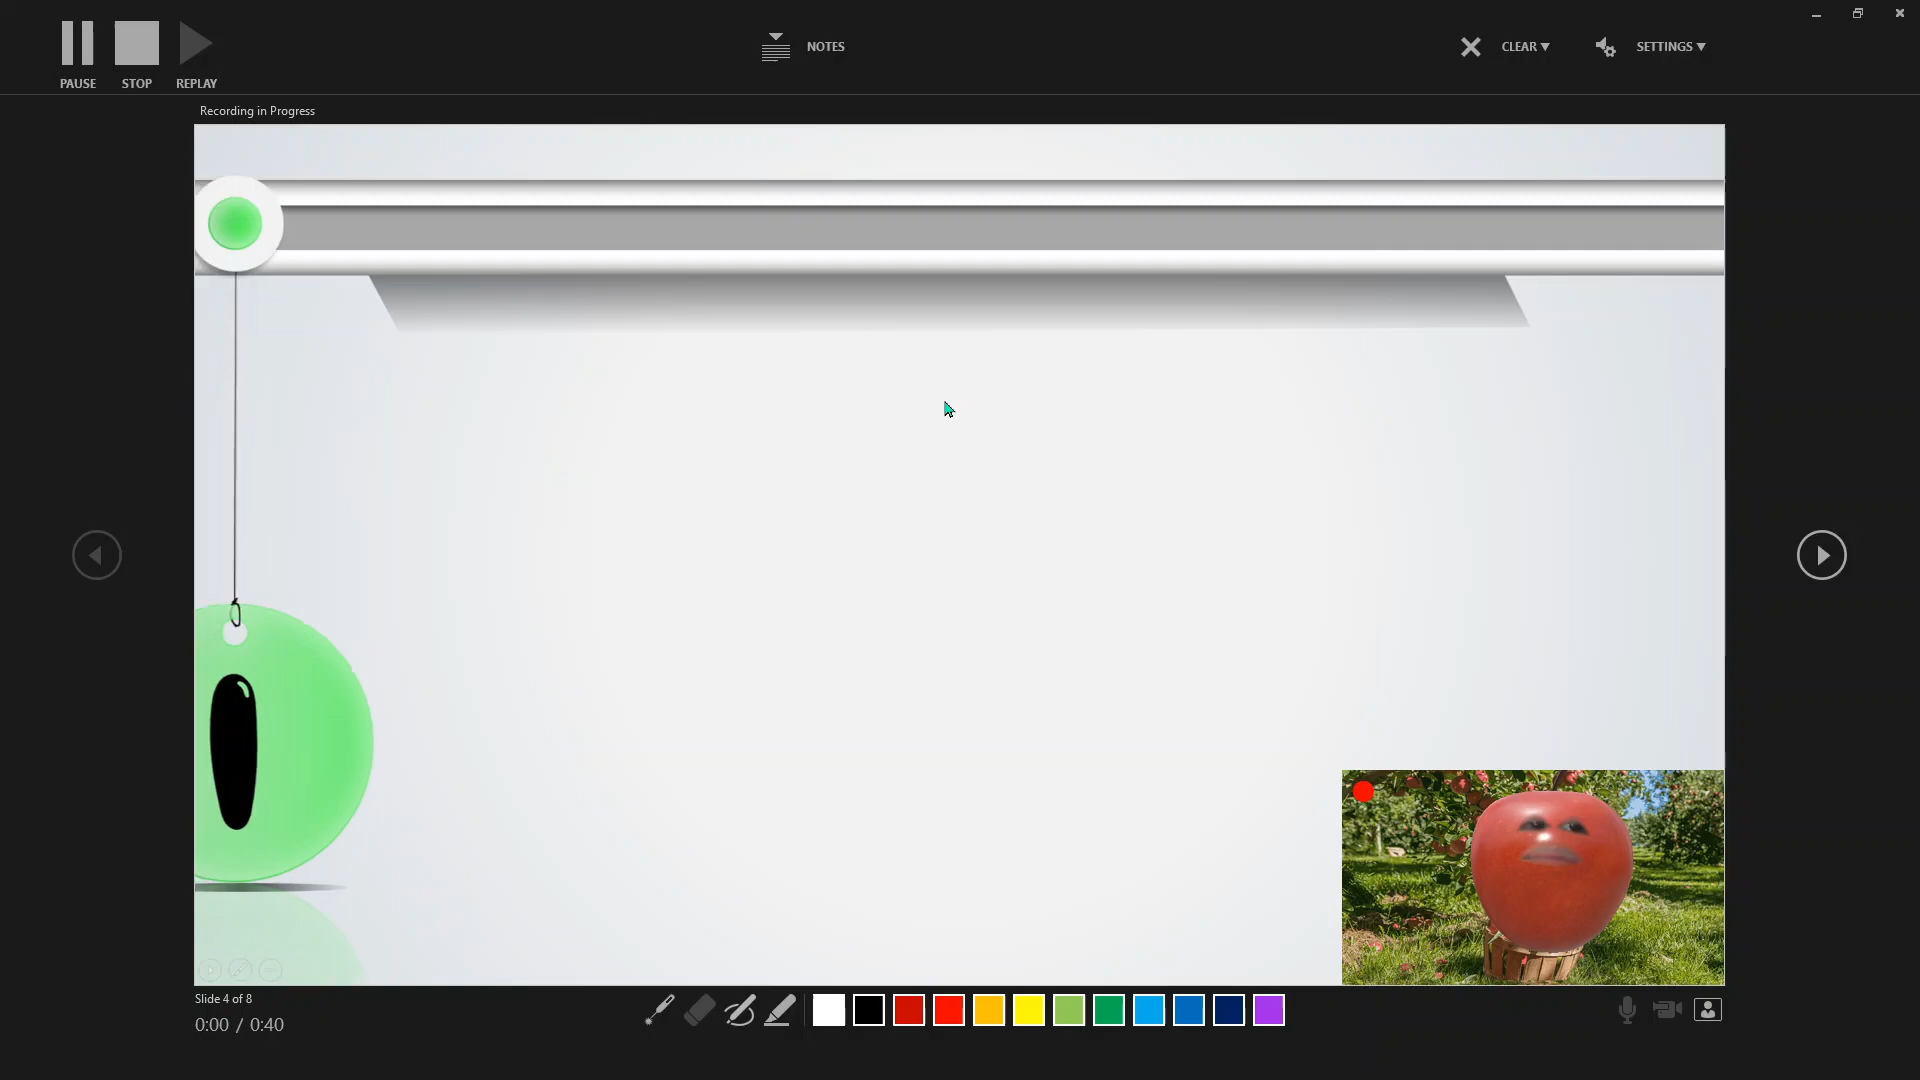 PAUSE
STOP
REPLAY
NOTES
CLEAR ▼
SETTINGS ▼
Recording in Progress
Slide 4 of 8
0:00 / 0:40